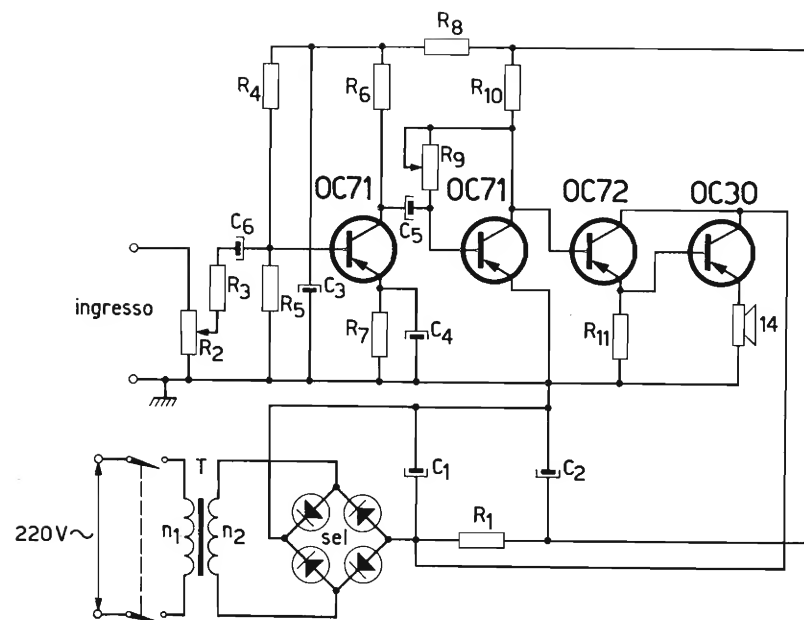 R8
R4
R6
R10
R9
OC71
OC71
OC72
OC30
C6
C5
R3
R5
C3
ingresso
R2
R7
C4
R11
14
T
C1
C2
220V~
n1
n2
sel
R1